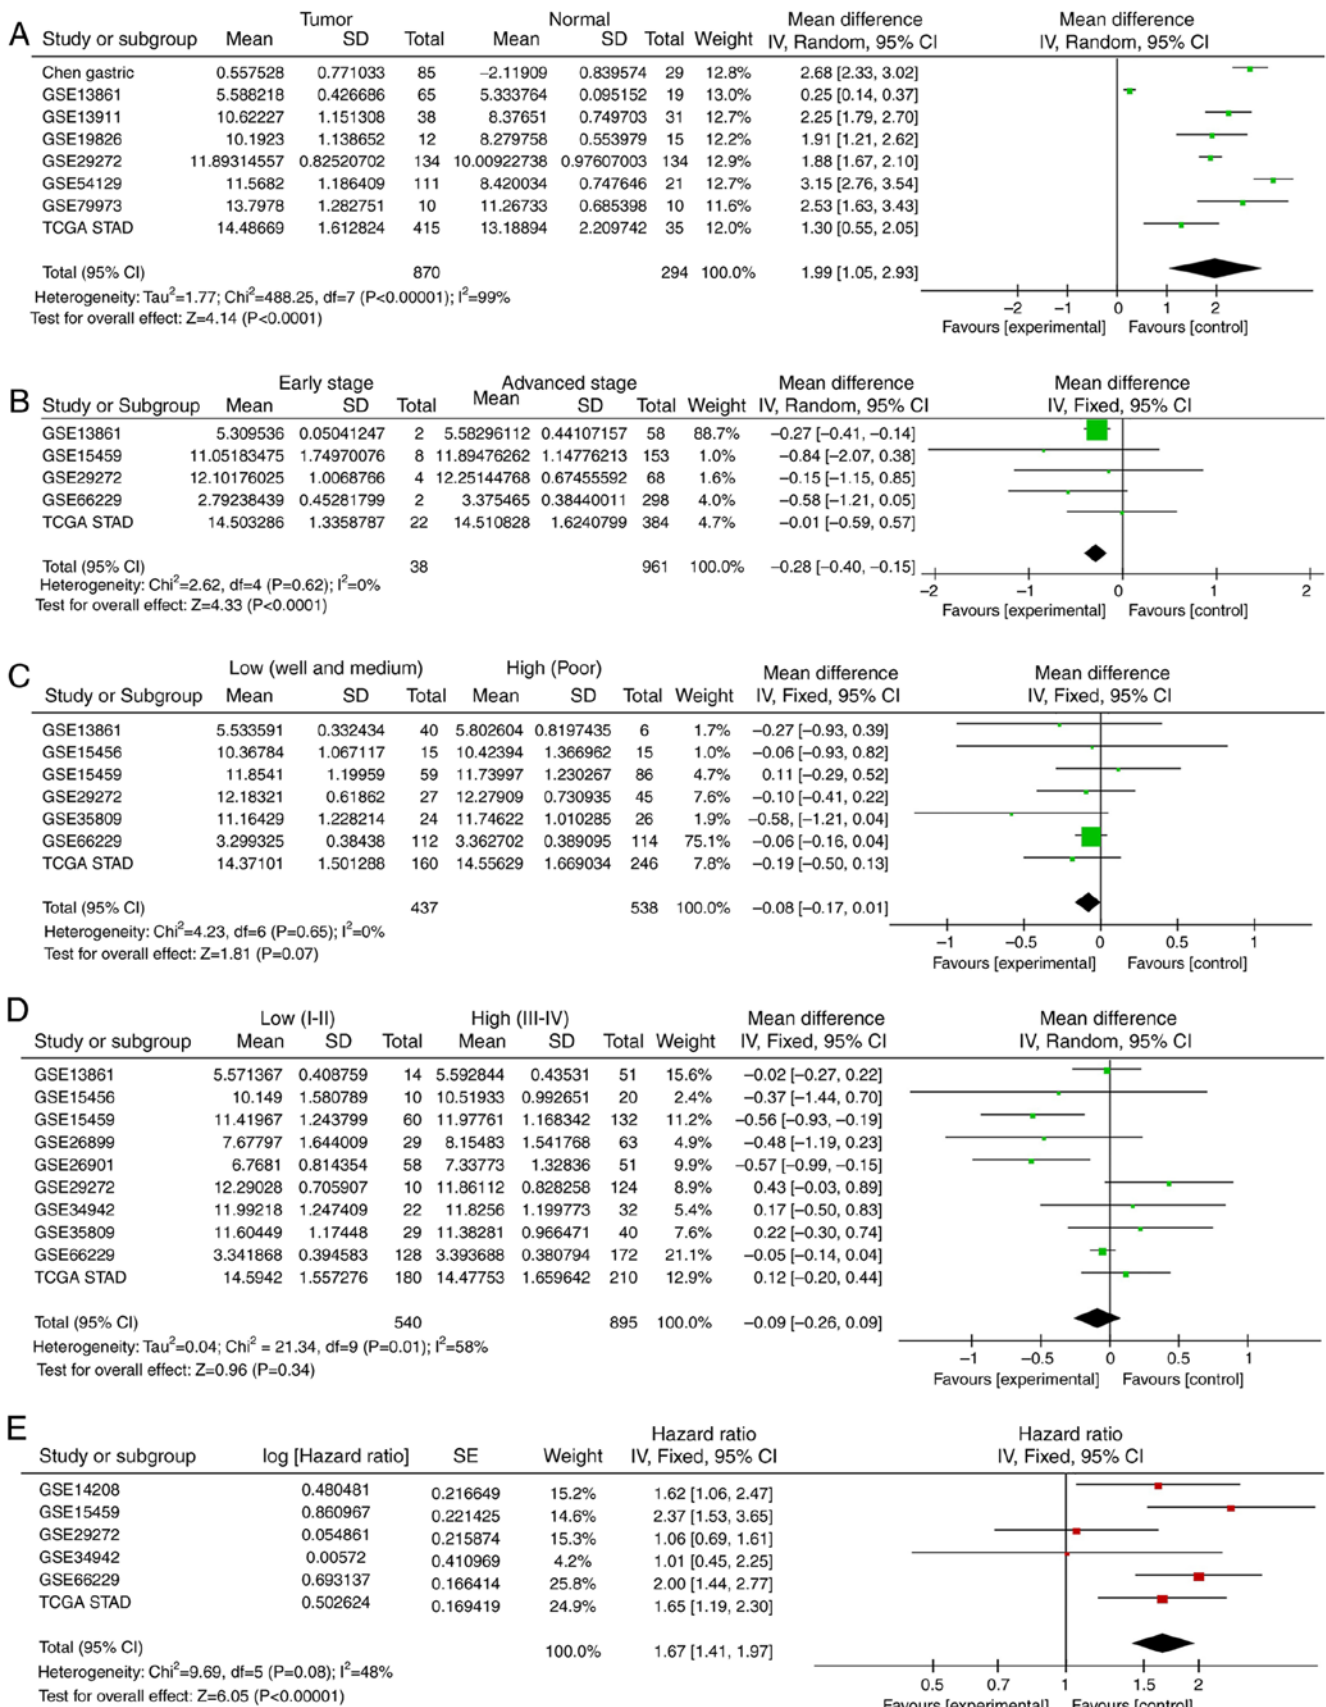 A
Tumor Normal Mean difference Mean difference
Study or subgroup Mean SD Total Mean SD Total Weight IV, Random, 95% CI IV, Random, 95% CI
Chen gastric 0.557528 0.771033 85 −2.11909 0.839574 29 12.8% 2.68 [2.33, 3.02]
GSE13861 5.588218 0.426686 65 5.333764 0.095152 19 13.0% 0.25 [0.14, 0.37]
GSE13911 10.62227 1.151308 38 8.37651 0.749703 31 12.7% 2.25 [1.79, 2.70]
GSE19826 10.1923 1.138652 12 8.279758 0.553979 15 12.2% 1.91 [1.21, 2.62]
GSE29272 11.89314557 0.82520702 134 10.00922738 0.97607003 134 12.9% 1.88 [1.67, 2.10]
GSE54129 11.5682 1.186409 111 8.420034 0.747646 21 12.7% 3.15 [2.76, 3.54]
GSE79973 13.7978 1.282751 10 11.26733 0.685398 10 11.6% 2.53 [1.63, 3.43]
TCGA STAD 14.48669 1.612824 415 13.18894 2.209742 35 12.0% 1.30 [0.55, 2.05]
Total (95% CI) 870 294 100.0% 1.99 [1.05, 2.93]
Heterogeneity: Tau²=1.77; Chi²=488.25, df=7 (P<0.00001); I²=99%
Test for overall effect: Z=4.14 (P<0.0001)
−2 −1 0 1 2
Favours [experimental] Favours [control]
B
Early stage Advanced stage Mean difference Mean difference
Study or Subgroup Mean SD Total Mean SD Total Weight IV, Random, 95% CI IV, Fixed, 95% CI
GSE13861 5.309536 0.05041247 2 5.58296112 0.44107157 58 88.7% −0.27 [−0.41, −0.14]
GSE15459 11.05183475 1.74970076 8 11.89476262 1.14776213 153 1.0% −0.84 [−2.07, 0.38]
GSE29272 12.10176025 1.0068766 4 12.25144768 0.67455592 68 1.6% −0.15 [−1.15, 0.85]
GSE66229 2.79238439 0.45281799 2 3.375465 0.38440011 298 4.0% −0.58 [−1.21, 0.05]
TCGA STAD 14.503286 1.3358787 22 14.510828 1.6240799 384 4.7% −0.01 [−0.59, 0.57]
Total (95% CI) 38 961 100.0% −0.28 [−0.40, −0.15]
Heterogeneity: Chi²=2.62, df=4 (P=0.62); I²=0%
Test for overall effect: Z=4.33 (P<0.0001)
−2 −1 0 1 2
Favours [experimental] Favours [control]
C
Low (well and medium) High (Poor) Mean difference Mean difference
Study or Subgroup Mean SD Total Mean SD Total Weight IV, Fixed, 95% CI IV, Fixed, 95% CI
GSE13861 5.533591 0.332434 40 5.802604 0.8197435 6 1.7% −0.27 [−0.93, 0.39]
GSE15456 10.36784 1.067117 15 10.42394 1.366962 15 1.0% −0.06 [−0.93, 0.82]
GSE15459 11.8541 1.19959 59 11.73997 1.230267 86 4.7% 0.11 [−0.29, 0.52]
GSE29272 12.18321 0.61862 27 12.27909 0.730935 45 7.6% −0.10 [−0.41, 0.22]
GSE35809 11.16429 1.228214 24 11.74622 1.010285 26 1.9% −0.58, [−1.21, 0.04]
GSE66229 3.299325 0.38438 112 3.362702 0.389095 114 75.1% −0.06 [−0.16, 0.04]
TCGA STAD 14.37101 1.501288 160 14.55629 1.669034 246 7.8% −0.19 [−0.50, 0.13]
Total (95% CI) 437 538 100.0% −0.08 [−0.17, 0.01]
Heterogeneity: Chi²=4.23, df=6 (P=0.65); I²=0%
Test for overall effect: Z=1.81 (P=0.07)
−1 −0.5 0 0.5 1
Favours [experimental] Favours [control]
D
Low (I-II) High (III-IV) Mean difference Mean difference
Study or subgroup Mean SD Total Mean SD Total Weight IV, Fixed, 95% CI IV, Random, 95% CI
GSE13861 5.571367 0.408759 14 5.592844 0.43531 51 15.6% −0.02 [−0.27, 0.22]
GSE15456 10.149 1.580789 10 10.51933 0.992651 20 2.4% −0.37 [−1.44, 0.70]
GSE15459 11.41967 1.243799 60 11.97761 1.168342 132 11.2% −0.56 [−0.93, −0.19]
GSE26899 7.67797 1.644009 29 8.15483 1.541768 63 4.9% −0.48 [−1.19, 0.23]
GSE26901 6.7681 0.814354 58 7.33773 1.32836 51 9.9% −0.57 [−0.99, −0.15]
GSE29272 12.29028 0.705907 10 11.86112 0.828258 124 8.9% 0.43 [−0.03, 0.89]
GSE34942 11.99218 1.247409 22 11.8256 1.199773 32 5.4% 0.17 [−0.50, 0.83]
GSE35809 11.60449 1.17448 29 11.38281 0.966471 40 7.6% 0.22 [−0.30, 0.74]
GSE66229 3.341868 0.394583 128 3.393688 0.380794 172 21.1% −0.05 [−0.14, 0.04]
TCGA STAD 14.5942 1.557276 180 14.47753 1.659642 210 12.9% 0.12 [−0.20, 0.44]
Total (95% CI) 540 895 100.0% −0.09 [−0.26, 0.09]
Heterogeneity: Tau²=0.04; Chi² = 21.34, df=9 (P=0.01); I²=58%
Test for overall effect: Z=0.96 (P=0.34)
−1 −0.5 0 0.5 1
Favours [experimental] Favours [control]
E
Hazard ratio Hazard ratio
Study or subgroup log [Hazard ratio] SE Weight IV, Fixed, 95% CI IV, Fixed, 95% CI
GSE14208 0.480481 0.216649 15.2% 1.62 [1.06, 2.47]
GSE15459 0.860967 0.221425 14.6% 2.37 [1.53, 3.65]
GSE29272 0.054861 0.215874 15.3% 1.06 [0.69, 1.61]
GSE34942 0.00572 0.410969 4.2% 1.01 [0.45, 2.25]
GSE66229 0.693137 0.166414 25.8% 2.00 [1.44, 2.77]
TCGA STAD 0.502624 0.169419 24.9% 1.65 [1.19, 2.30]
Total (95% CI) 100.0% 1.67 [1.41, 1.97]
Heterogeneity: Chi²=9.69, df=5 (P=0.08); I²=48%
Test for overall effect: Z=6.05 (P<0.00001)
0.5 0.7 1 1.5 2
Favours [experimental] Favours [control]